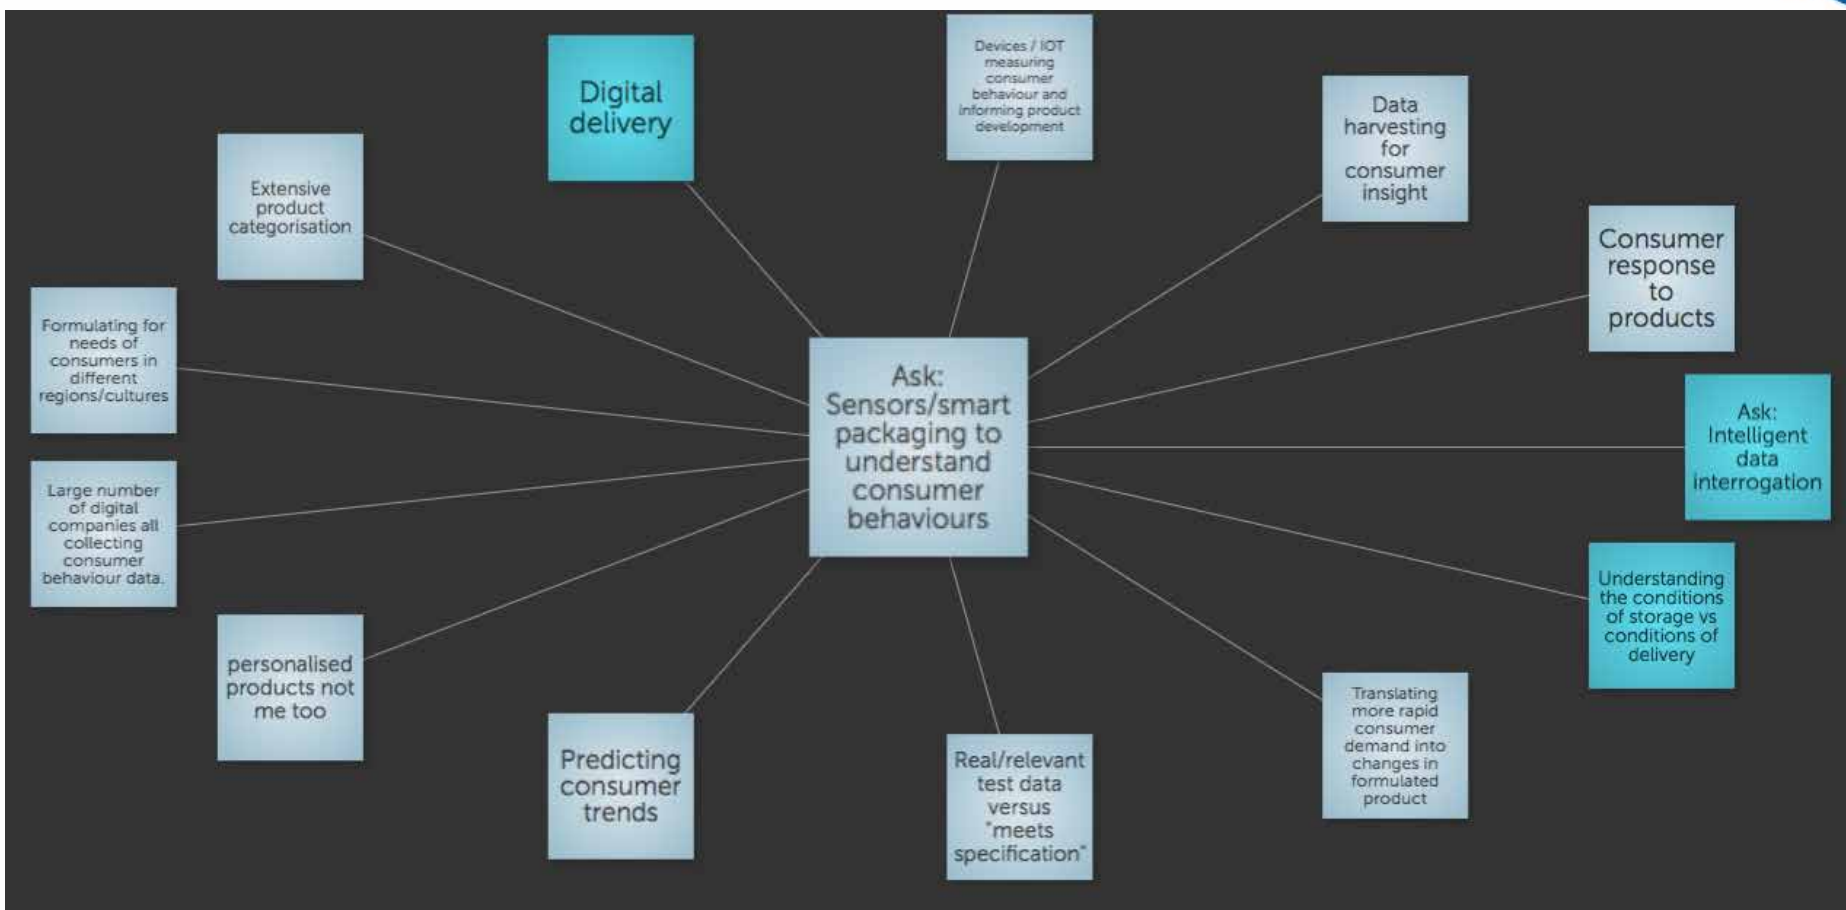 Devices / IOT
measuring
consumer
behaviour and
informing product
development
Digital
delivery
Data
harvesting
for
consumer
insight
Extensive
product
categorisation
Consumer
response
to
products
Formulating for
needs of
consumers in
different
regions/cultures
Ask:
Sensors/smart
packaging to
understand
consumer
behaviours
Ask:
Intelligent
data
interrogation
Large number
of digital
companies all
collecting
consumer
behaviour data.
Understanding
the conditions
of storage vs
conditions of
delivery
personalised
products not
me too
Translating
more rapid
consumer
demand into
changes in
formulated
product
Predicting
consumer
trends
Real/relevant
test data
versus
"meets
specification"